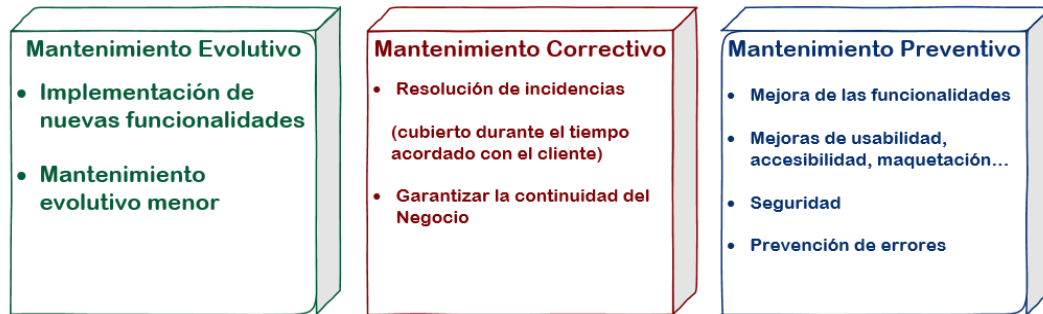 Mantenimiento Evolutivo
• Implementación de
nuevas funcionalidades
• Mantenimiento
evolutivo menor
Mantenimiento Correctivo
• Resolución de incidencias
(cubierto durante el tiempo
acordado con el cliente)
• Garantizar la continuidad del
Negocio
Mantenimiento Preventivo
• Mejora de las funcionalidades
• Mejoras de usabilidad,
accesibilidad, maquetación...
• Seguridad
• Prevención de errores